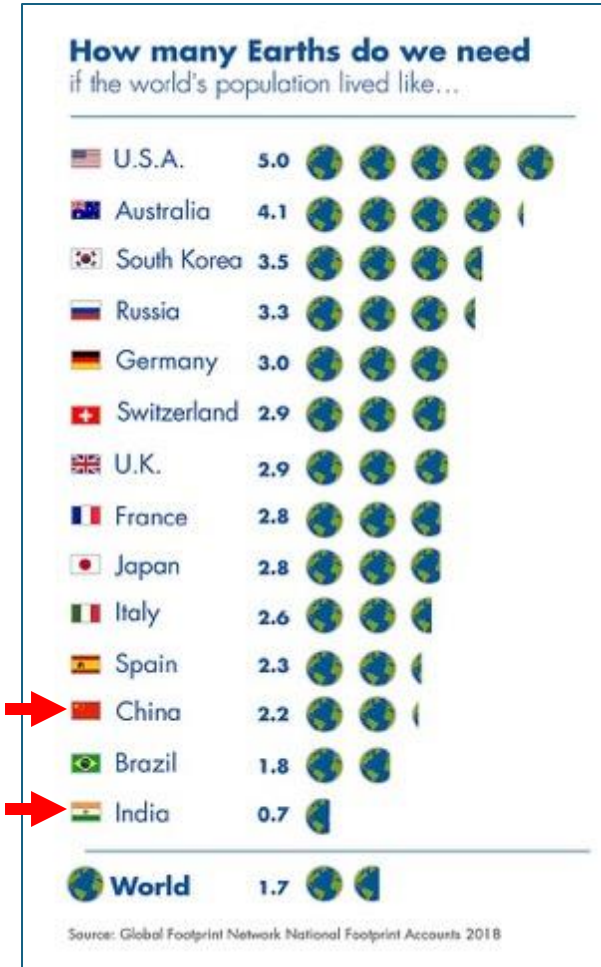 How many Earths do we need
if the world's population lived like...
U.S.A. 5.0
Australia 4.1
South Korea 3.5
Russia 3.3
Germany 3.0
Switzerland 2.9
U.K. 2.9
France 2.8
Japan 2.8
Italy 2.6
Spain 2.3
China 2.2
Brazil 1.8
India 0.7
World 1.7
Source: Global Footprint Network National Footprint Accounts 2018